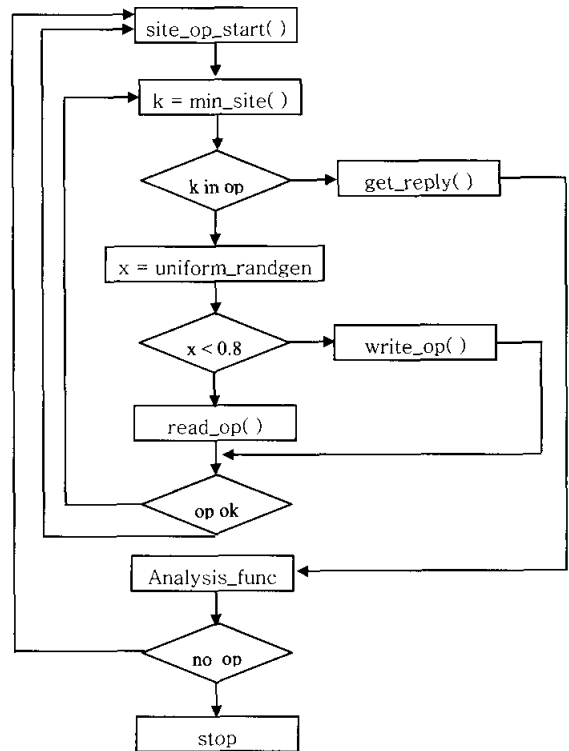 site_op_start()
k = min_site( )
k in op
get_reply( )
x = uniform_randgen
x < 0.8
write_op( )
read_op( )
op ok
Analysis_func
no op
stop